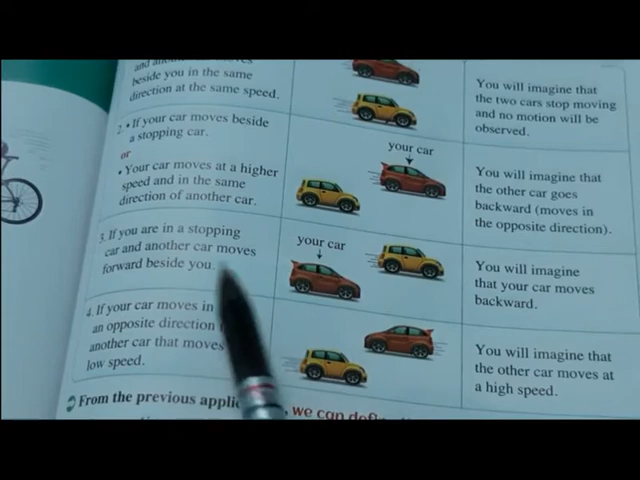 and another moves
beside you in the same
direction at the same speed.
You will imagine that
the two cars stop moving
and no motion will be
observed.
2. • If your car moves beside
a stopping car.
or
• Your car moves at a higher
speed and in the same
direction of another car.
your car
You will imagine that
the other car goes
backward (moves in
the opposite direction).
3. If you are in a stopping
car and another car moves
forward beside you.
your car
You will imagine
that your car moves
backward.
4. If your car moves in
an opposite direction
another car that moves
low speed.
You will imagine that
the other car moves at
a high speed.
From the previous appli , we can define